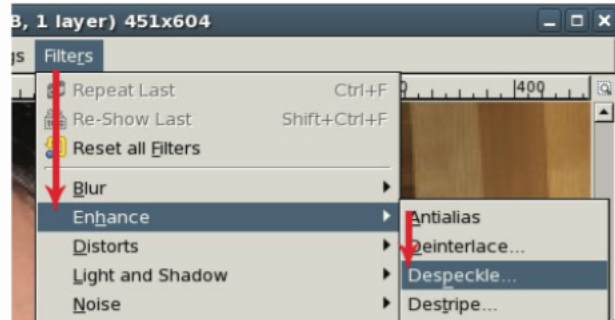 B, 1 layer) 451x604
gs Filters
Repeat Last Ctrl+F
400
Re-Show Last Shift+Ctrl+F
Reset all Filters
Blur
Enhance Antialias
Distorts Deinterlace...
Light and Shadow Despeckle...
Noise Destripe...